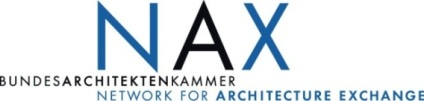 NAX
BUNDESARCHITEKTENKAMMER
NETWORK FOR ARCHITECTURE EXCHANGE